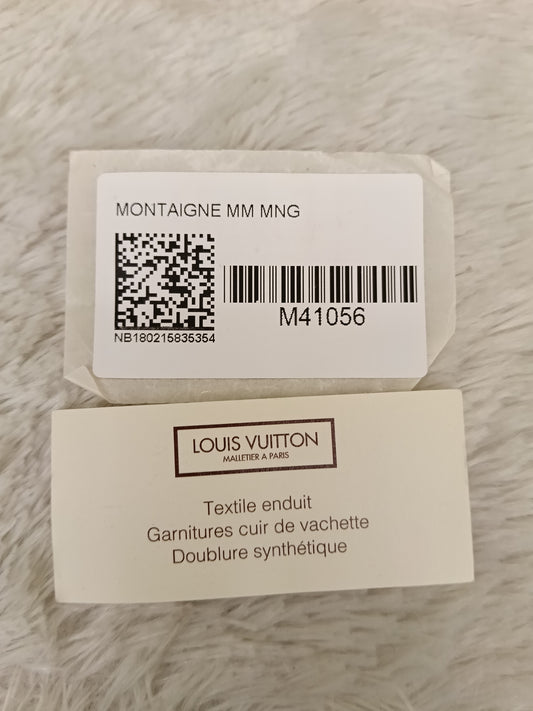 MONTAIGNE MM MNG
NB180215835354
M41056
LOUIS VUITTON
MALLETIER A PARIS
Textile enduit
Garnitures cuir de vachette
Doublure synthétique